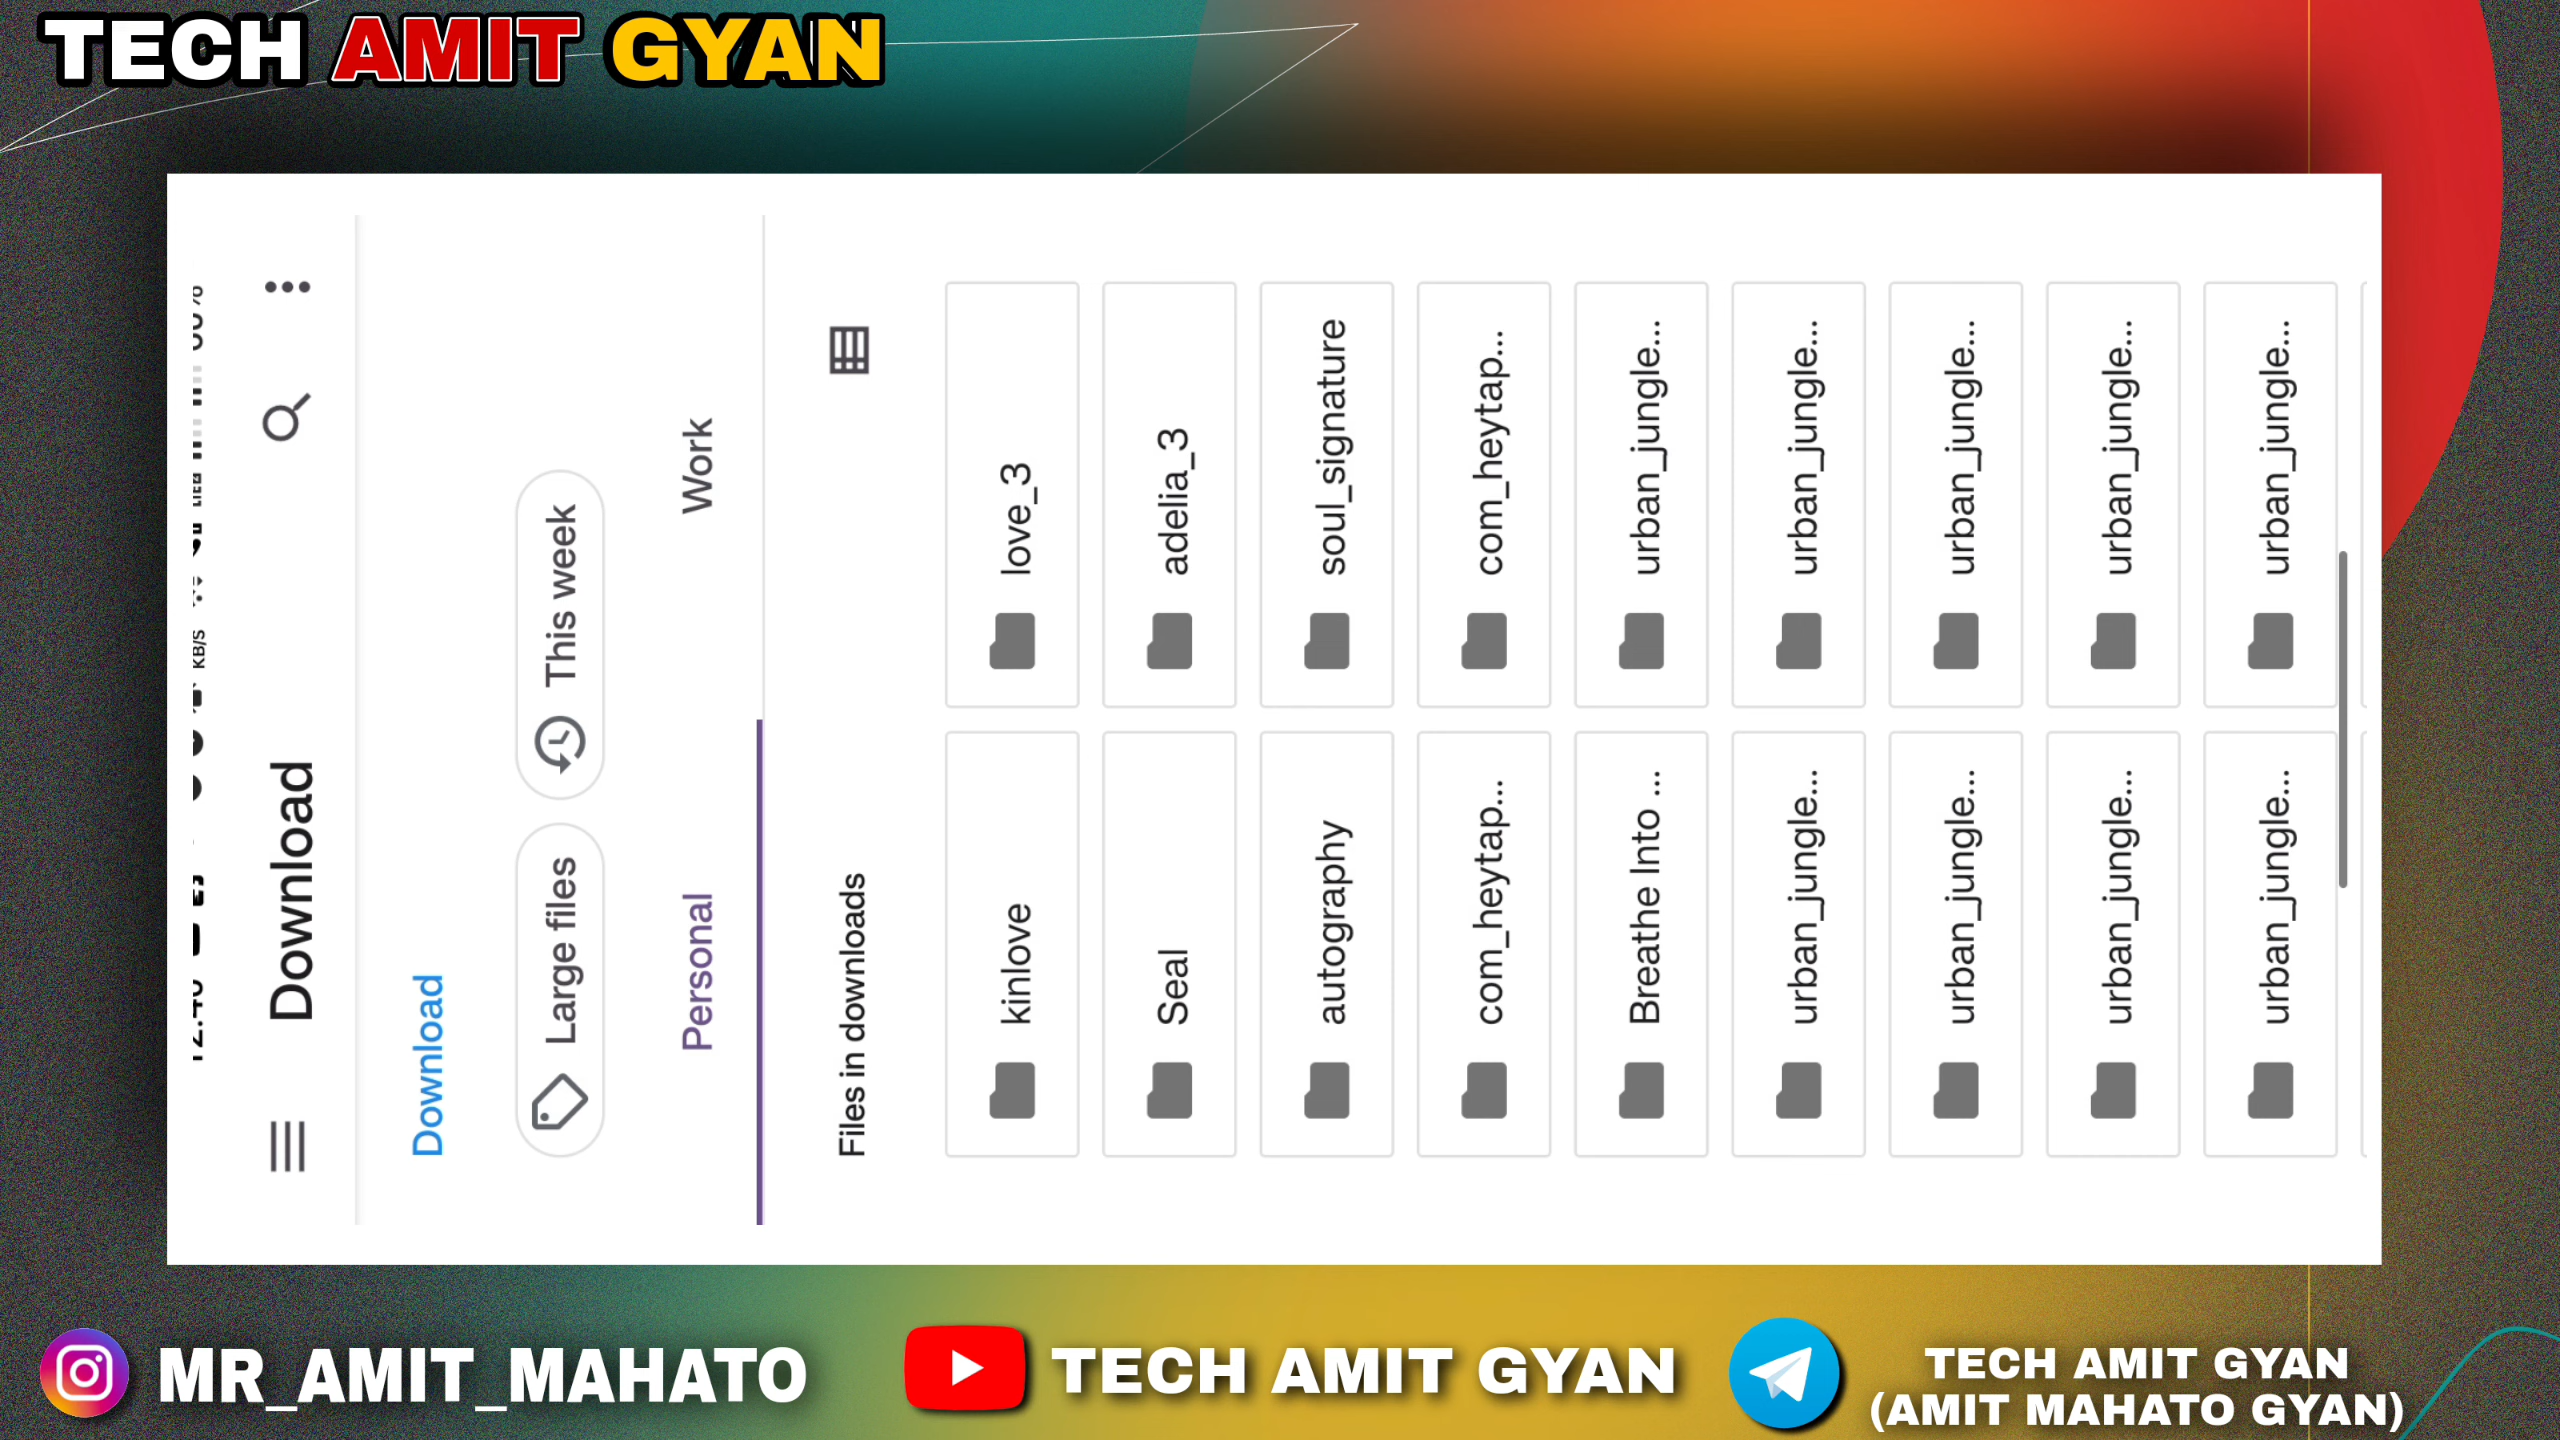 TECH AMIT GYAN
KB/S
Download
Download
Large files
This week
Personal
Work
Files in downloads
kinlove
love_3
Seal
adelia_3
autography
soul_signature
com_heytap...
com_heytap...
Breathe Into ...
urban_jungle...
urban_jungle...
urban_jungle...
urban_jungle...
urban_jungle...
urban_jungle...
urban_jungle...
urban_jungle...
urban_jungle...
MR_AMIT_MAHATO
TECH AMIT GYAN
TECH AMIT GYAN
(AMIT MAHATO GYAN)